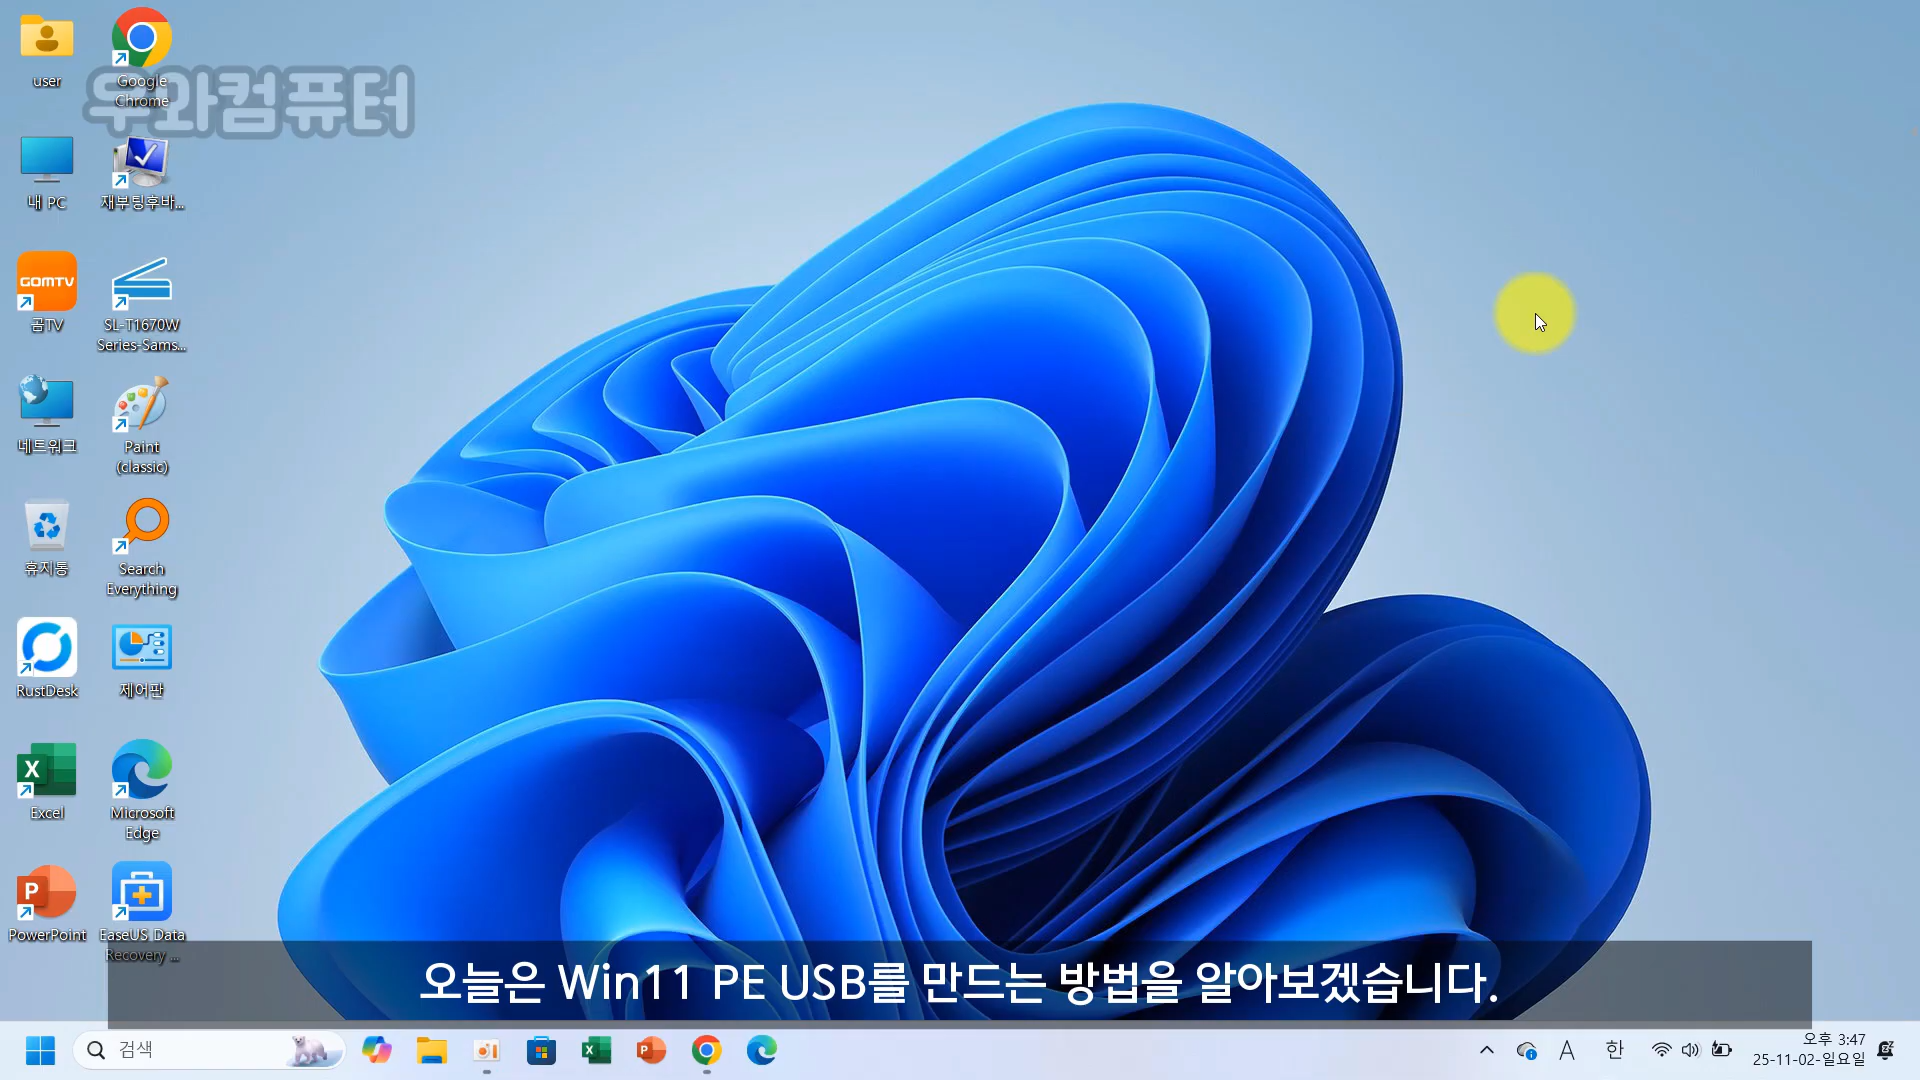 user
Google
Chrome
우와컴퓨터
내 PC
재부팅후바...
GOMTV
곰TV
SL-T1670W
Series-Sams...
네트워크
Paint
(classic)
휴지통
Search
Everything
RustDesk
제어판
Excel
Microsoft
Edge
PowerPoint
EaseUS Data
Recovery ...
오늘은 Win11 PE USB를 만드는 방법을 알아보겠습니다.
검색
A
한
오후 3:47
25-11-02-일요일